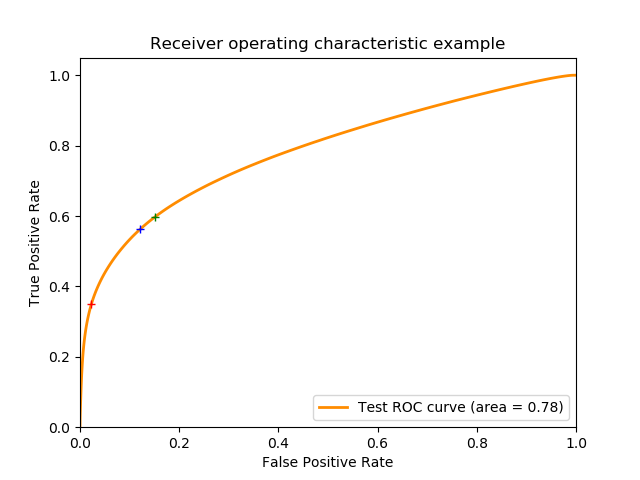 Receiver operating characteristic example
1.0
0.8
0.6
0.4
0.2
0.0
True Positive Rate
Test ROC curve (area = 0.78)
0.0 0.2 0.4 0.6 0.8 1.0
False Positive Rate